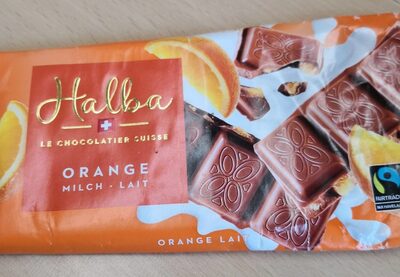 Halba
LE CHOCOLATIER SUISSE
ORANGE
MILCH - LAIT
ORANGE LAIT
FAIRTRADE